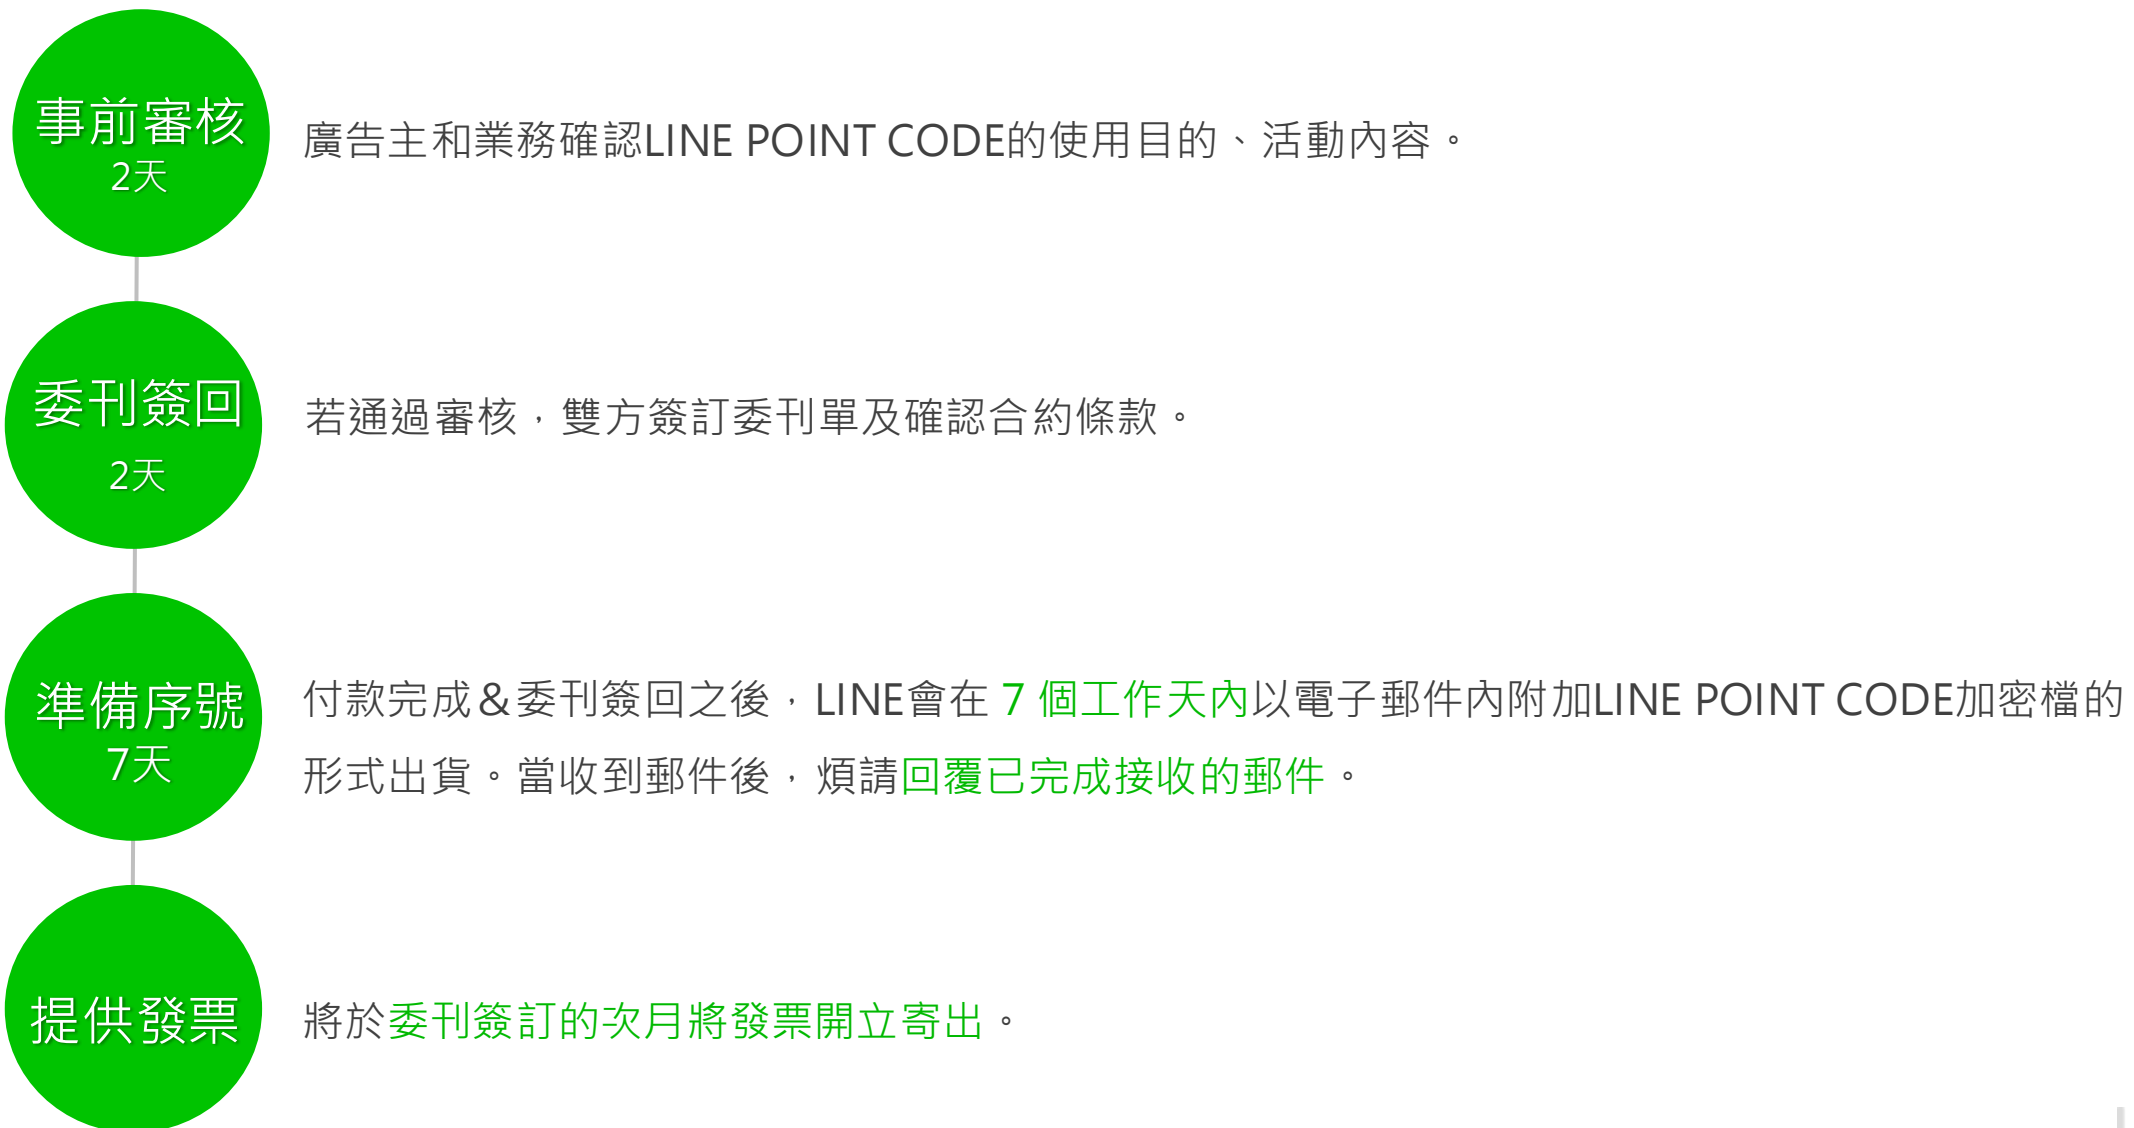 事前審核
2天
廣告主和業務確認LINE POINT CODE的使用目的、活動內容。
委刊簽回
2天
若通過審核，雙方簽訂委刊單及確認合約條款。
準備序號
7天
付款完成&委刊簽回之後，LINE會在 7 個工作天內以電子郵件內附加LINE POINT CODE加密檔的
形式出貨。當收到郵件後，煩請回覆已完成接收的郵件。
提供發票
將於委刊簽訂的次月將發票開立寄出。